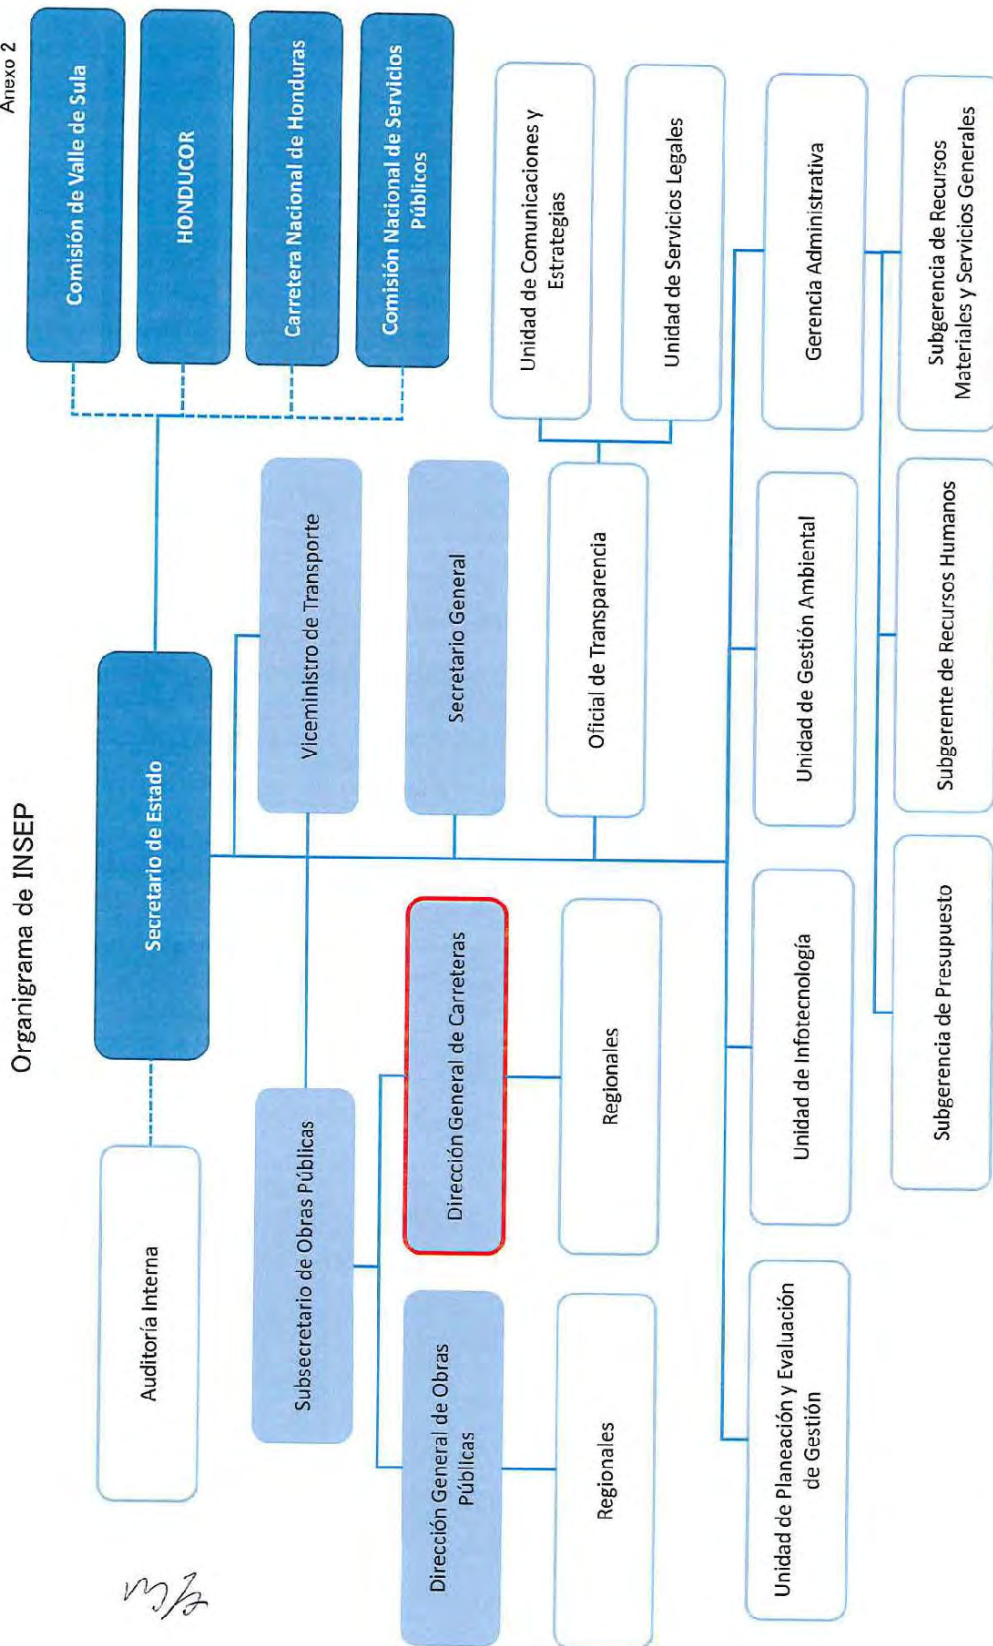 Anexo 2
Organigrama de INSEP
Secretario de Estado
Comisión de Valle de Sula
HONDUCOR
Carretera Nacional de Honduras
Comisión Nacional de Servicios
Públicos
Auditoría Interna
Subsecretario de Obras Públicas
Viceministro de Transporte
Dirección General de Obras
Públicas
Dirección General de Carreteras
Secretario General
Regionales
Regionales
Oficial de Transparencia
Unidad de Comunicaciones y
Estrategias
Unidad de Servicios Legales
Unidad de Planeación y Evaluación
de Gestión
Unidad de Infotecnología
Unidad de Gestión Ambiental
Gerencia Administrativa
Subgerencia de Presupuesto
Subgerente de Recursos Humanos
Subgerencia de Recursos
Materiales y Servicios Generales